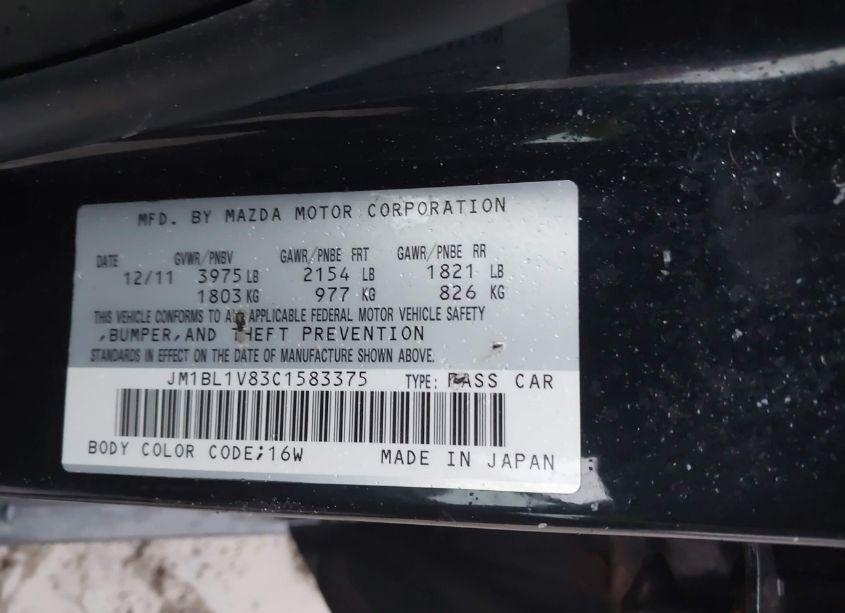 MFD. BY MAZDA MOTOR CORPORATION
DATE GVWR/PNBV GAWR/PNBE FRT GAWR/PNBE RR
12/11 3975 LB 2154 LB 1821 LB
1803 KG 977 KG 826 KG
THIS VEHICLE CONFORMS TO ALL APPLICABLE FEDERAL MOTOR VEHICLE SAFETY
,BUMPER,AND THEFT PREVENTION
STANDARDS IN EFFECT ON THE DATE OF MANUFACTURE SHOWN ABOVE.
JM1BL1V83C1583375 TYPE: PASS CAR
BODY COLOR CODE;16W MADE IN JAPAN